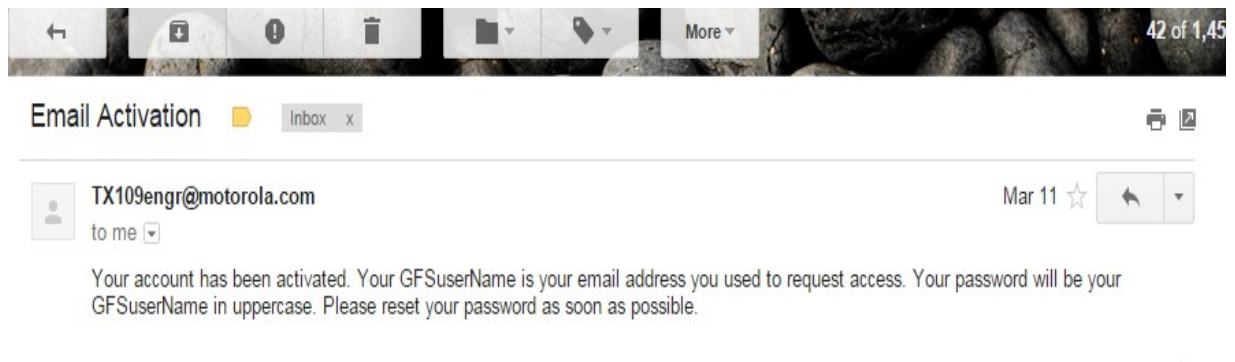 More
42 of 1,45
Email Activation
Inbox x
TX109engr@motorola.com
Mar 11
to me
Your account has been activated. Your GFSuserName is your email address you used to request access. Your password will be your
GFSuserName in uppercase. Please reset your password as soon as possible.